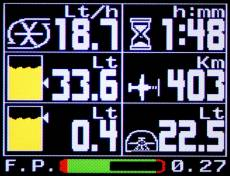 Lt/h h:mm
18.7 1:48
Lt Km
33.6 403
Lt Lt
0.4 22.5
F.P. 0.27